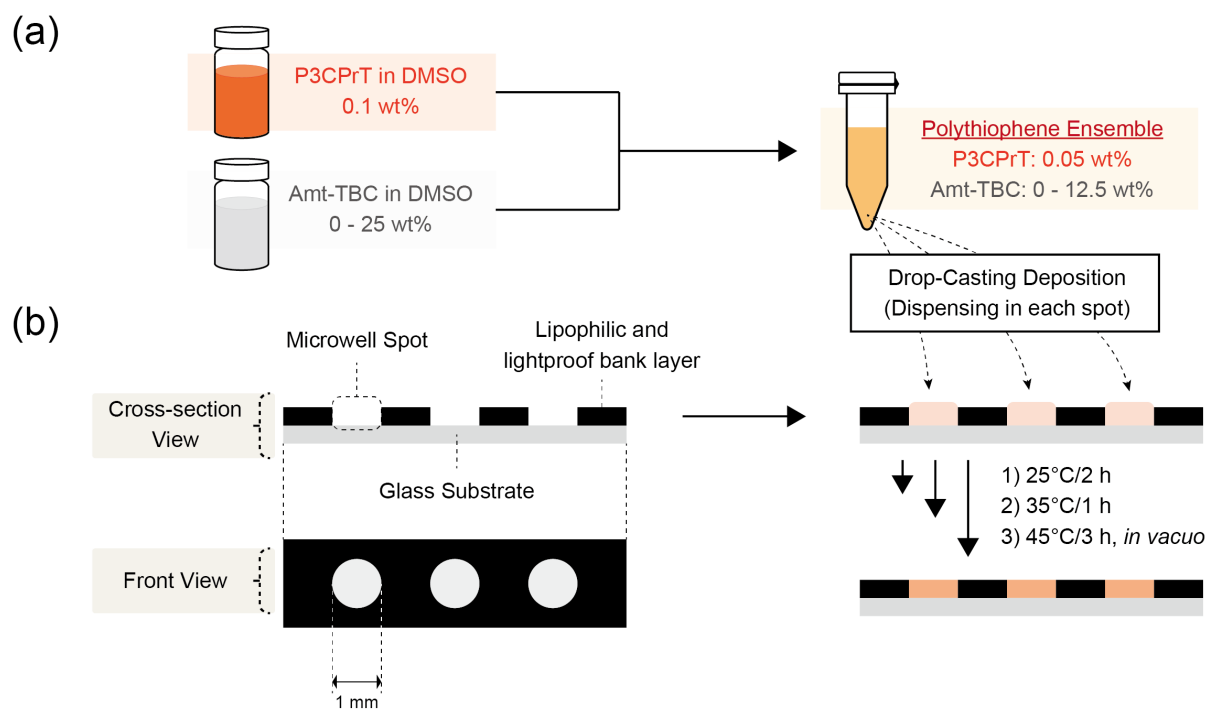 (a)
P3CPrT in DMSO
0.1 wt%
Amt-TBC in DMSO
0 - 25 wt%
Polythiophene Ensemble
P3CPrT: 0.05 wt%
Amt-TBC: 0 - 12.5 wt%
Drop-Casting Deposition
(Dispensing in each spot)
(b)
Microwell Spot
Lipophilic and
lightproof bank layer
Cross-section
View
Glass Substrate
Front View
1 mm
1) 25°C/2 h
2) 35°C/1 h
3) 45°C/3 h, in vacuo